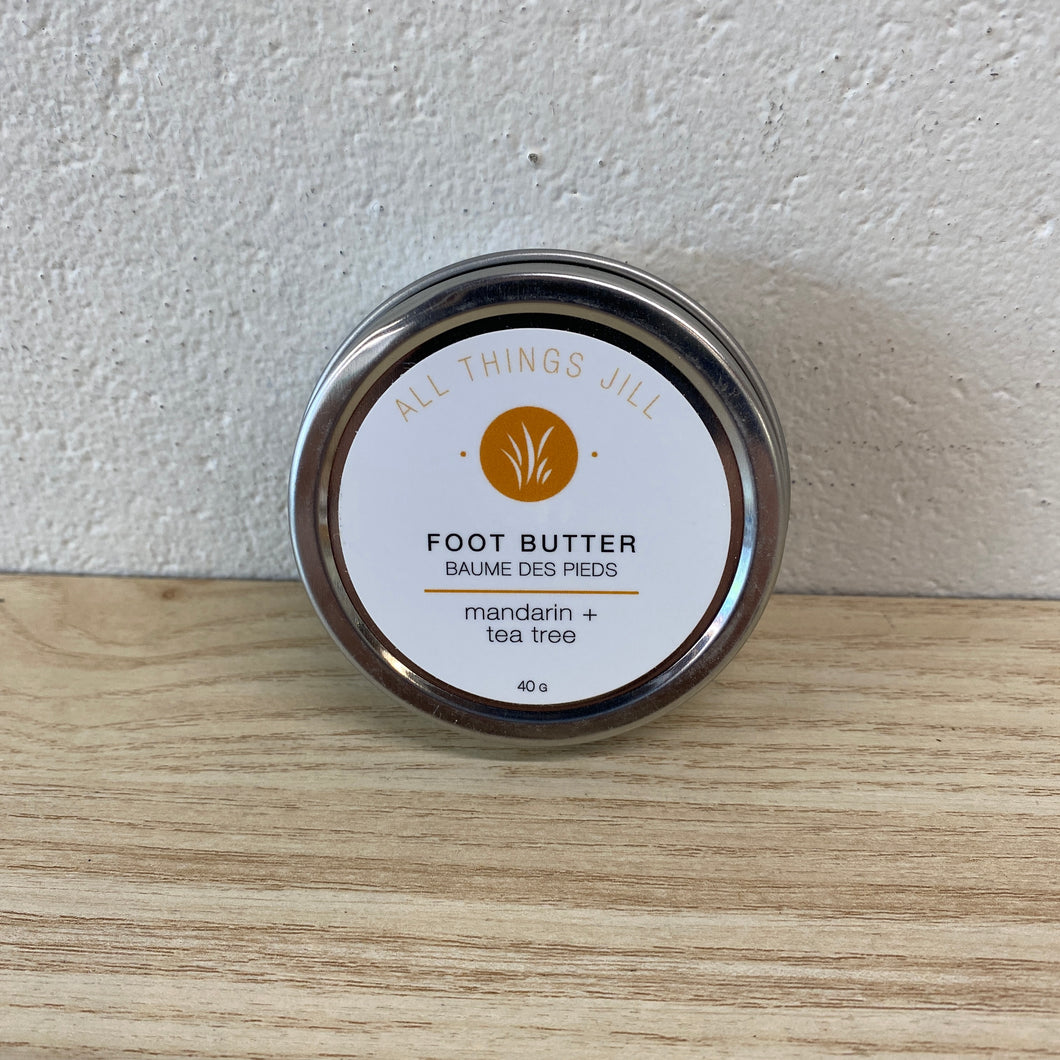 ALL THINGS JILL
FOOT BUTTER
BAUME DES PIEDS
mandarin +
tea tree
40 G